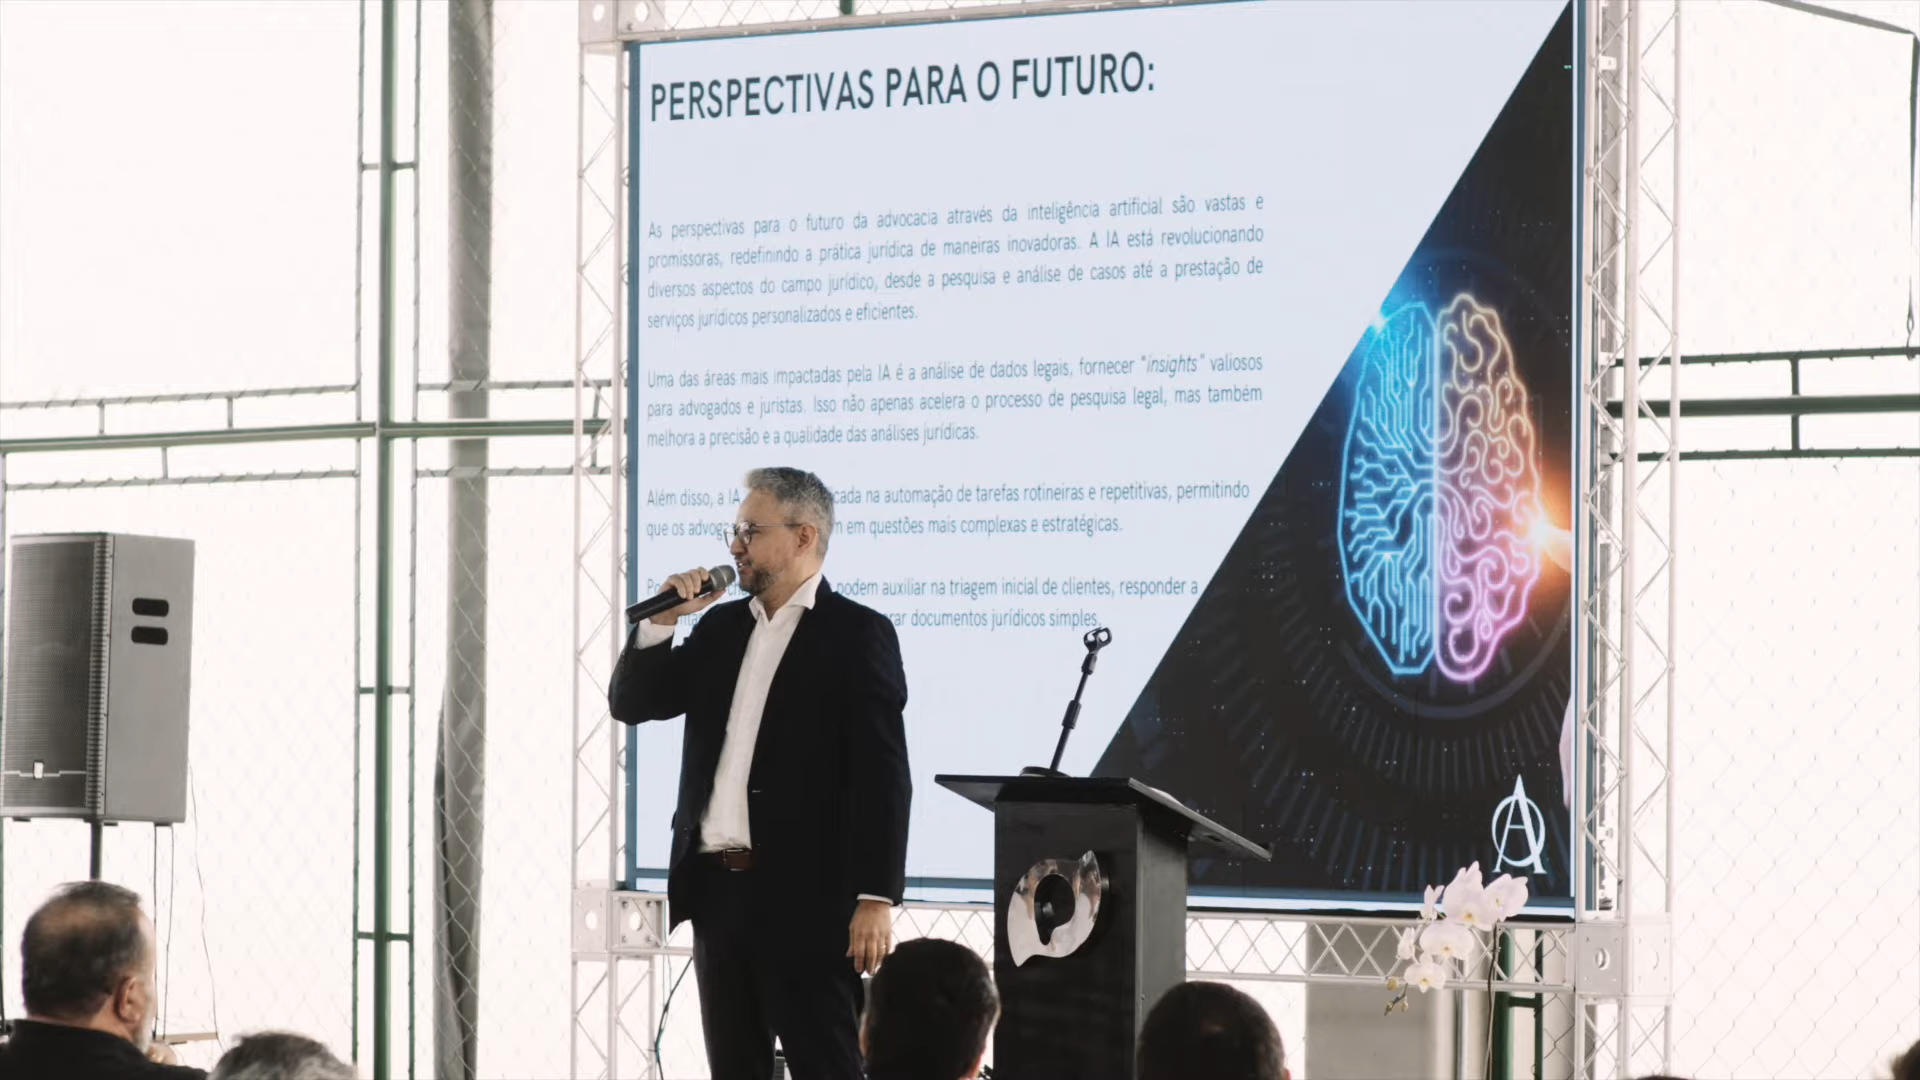 PERSPECTIVAS PARA O FUTURO:
As perspectivas para o futuro da advocacia através da inteligência artificial são vastas e
promissoras, redefinindo a prática jurídica de maneiras inovadoras. A IA está revolucionando
diversos aspectos do campo jurídico, desde a pesquisa e análise de casos até a prestação de
serviços jurídicos personalizados e eficientes.
Uma das áreas mais impactadas pela IA é a análise de dados legais, fornecer "insights" valiosos
para advogados e juristas. Isso não apenas acelera o processo de pesquisa legal, mas também
melhora a precisão e a qualidade das análises jurídicas.
Além disso, a IA na automação de tarefas rotineiras e repetitivas, permitindo
que os em questões mais complexas e estratégicas.
podem auxiliar na triagem inicial de clientes, responder a
documentos jurídicos simples.